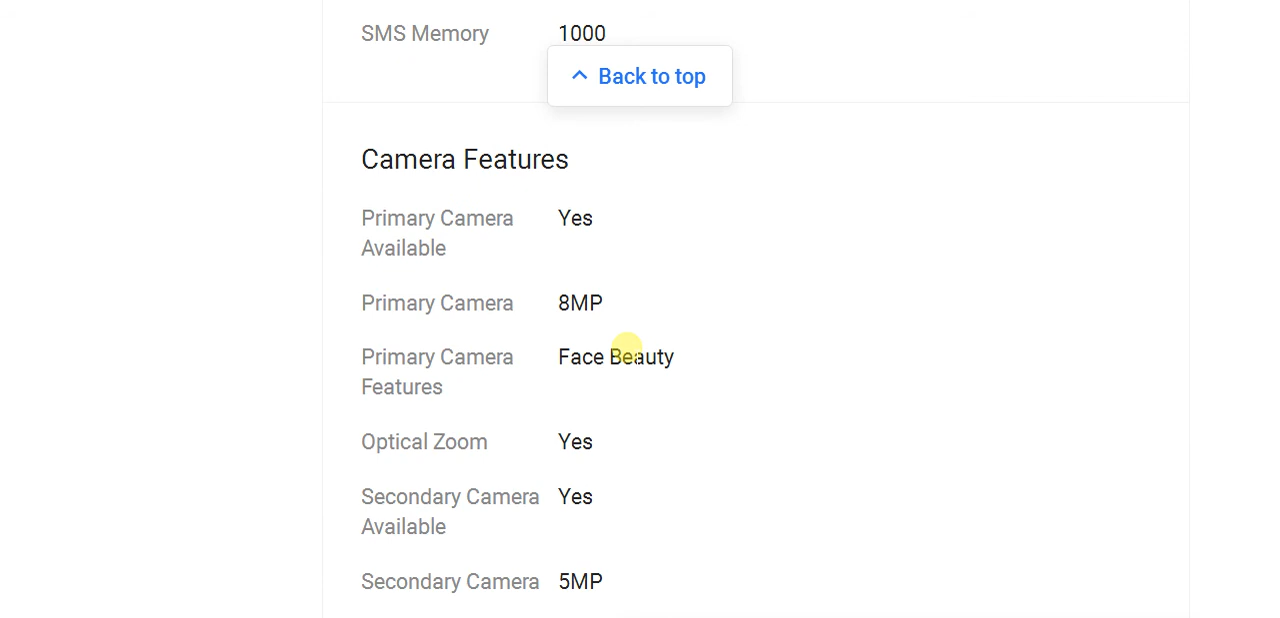 SMS Memory 1000
Back to top
Camera Features
Primary Camera Yes
Available
Primary Camera 8MP
Primary Camera Face Beauty
Features
Optical Zoom Yes
Secondary Camera Yes
Available
Secondary Camera 5MP